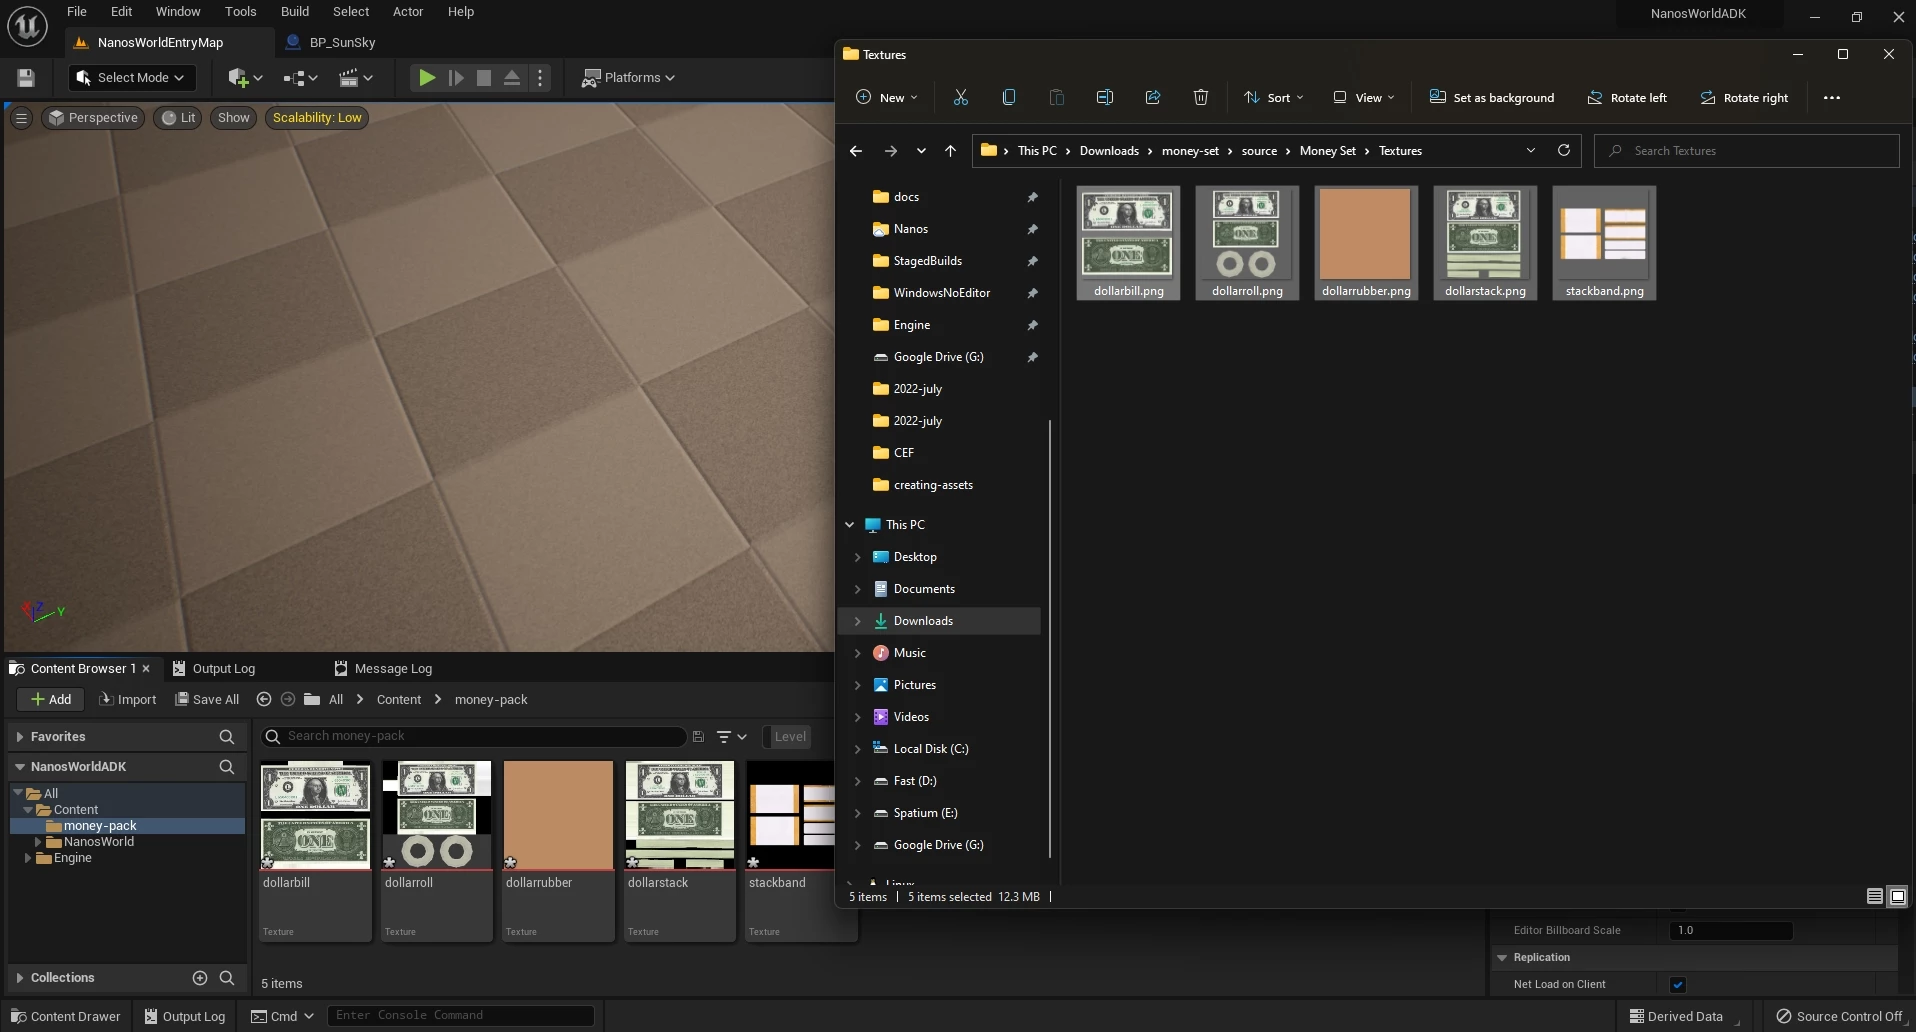 File Edit Window Tools Build Select Actor Help
NanosWorldADK
NanosWorldEntryMap
BP_SunSky
Select Mode
Platforms
Perspective
Lit
Show
Scalability: Low
X Z Y
Textures
New
Sort
View
Set as background
Rotate left
Rotate right
This PC > Downloads > money-set > source > Money Set > Textures
Search Textures
docs
Nanos
StagedBuilds
WindowsNoEditor
Engine
Google Drive (G:)
2022-july
2022-july
CEF
creating-assets
This PC
Desktop
Documents
Downloads
Music
Pictures
Videos
Local Disk (C:)
Fast (D:)
Spatium (E:)
Google Drive (G:)
Linux
dollarbill.png
dollarroll.png
dollarrubber.png
dollarstack.png
stackband.png
5 items | 5 items selected 12.3 MB |
Content Browser 1
Output Log
Message Log
Add
Import
Save All
All > Content > money-pack
Favorites
Search money-pack
Level
NanosWorldADK
All
Content
money-pack
NanosWorld
Engine
ONE
ONE
ONE
dollarbill
dollarroll
dollarrubber
dollarstack
stackband
Texture
Texture
Texture
Texture
Texture
Collections
5 items
Editor Billboard Scale
1.0
Replication
Net Load on Client
Content Drawer
Output Log
Cmd
Enter Console Command
Derived Data
Source Control Off